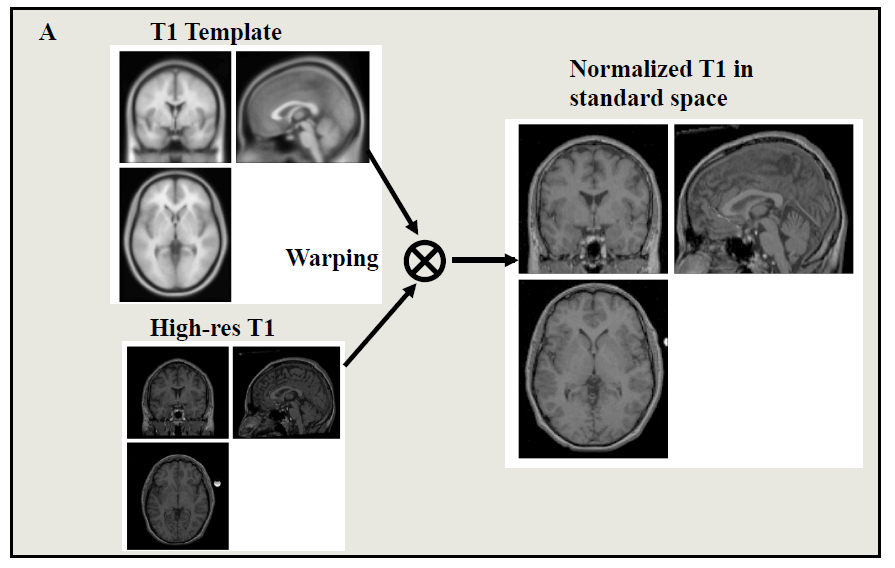 A
T1 Template
Normalized T1 in
standard space
Warping
High-res T1